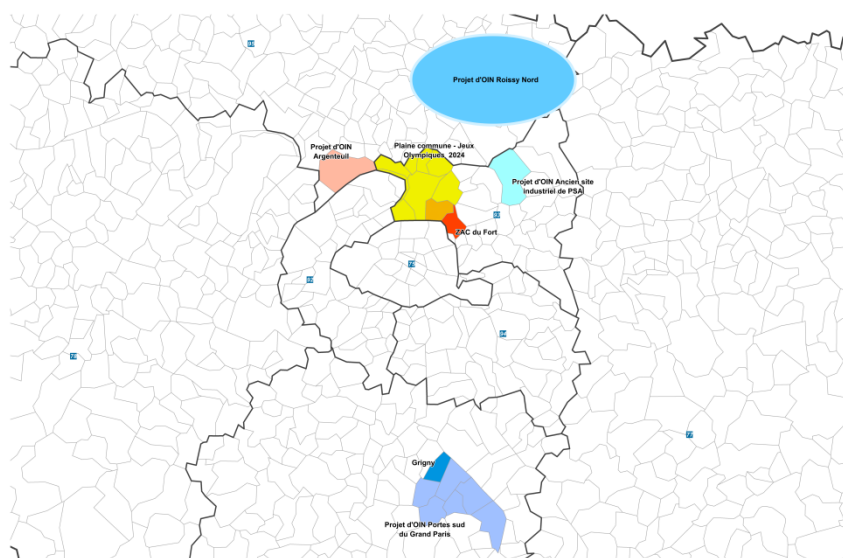 95
Projet d'OIN Roissy Nord
Projet d'OIN
Argenteuil
Plaine commune - Jeux
Olympiques 2024
Projet d'OIN Ancien site
industriel de PSA
93
ZAC du Fort
75
92
94
78
77
Grigny
Projet d'OIN Portes sud
du Grand Paris